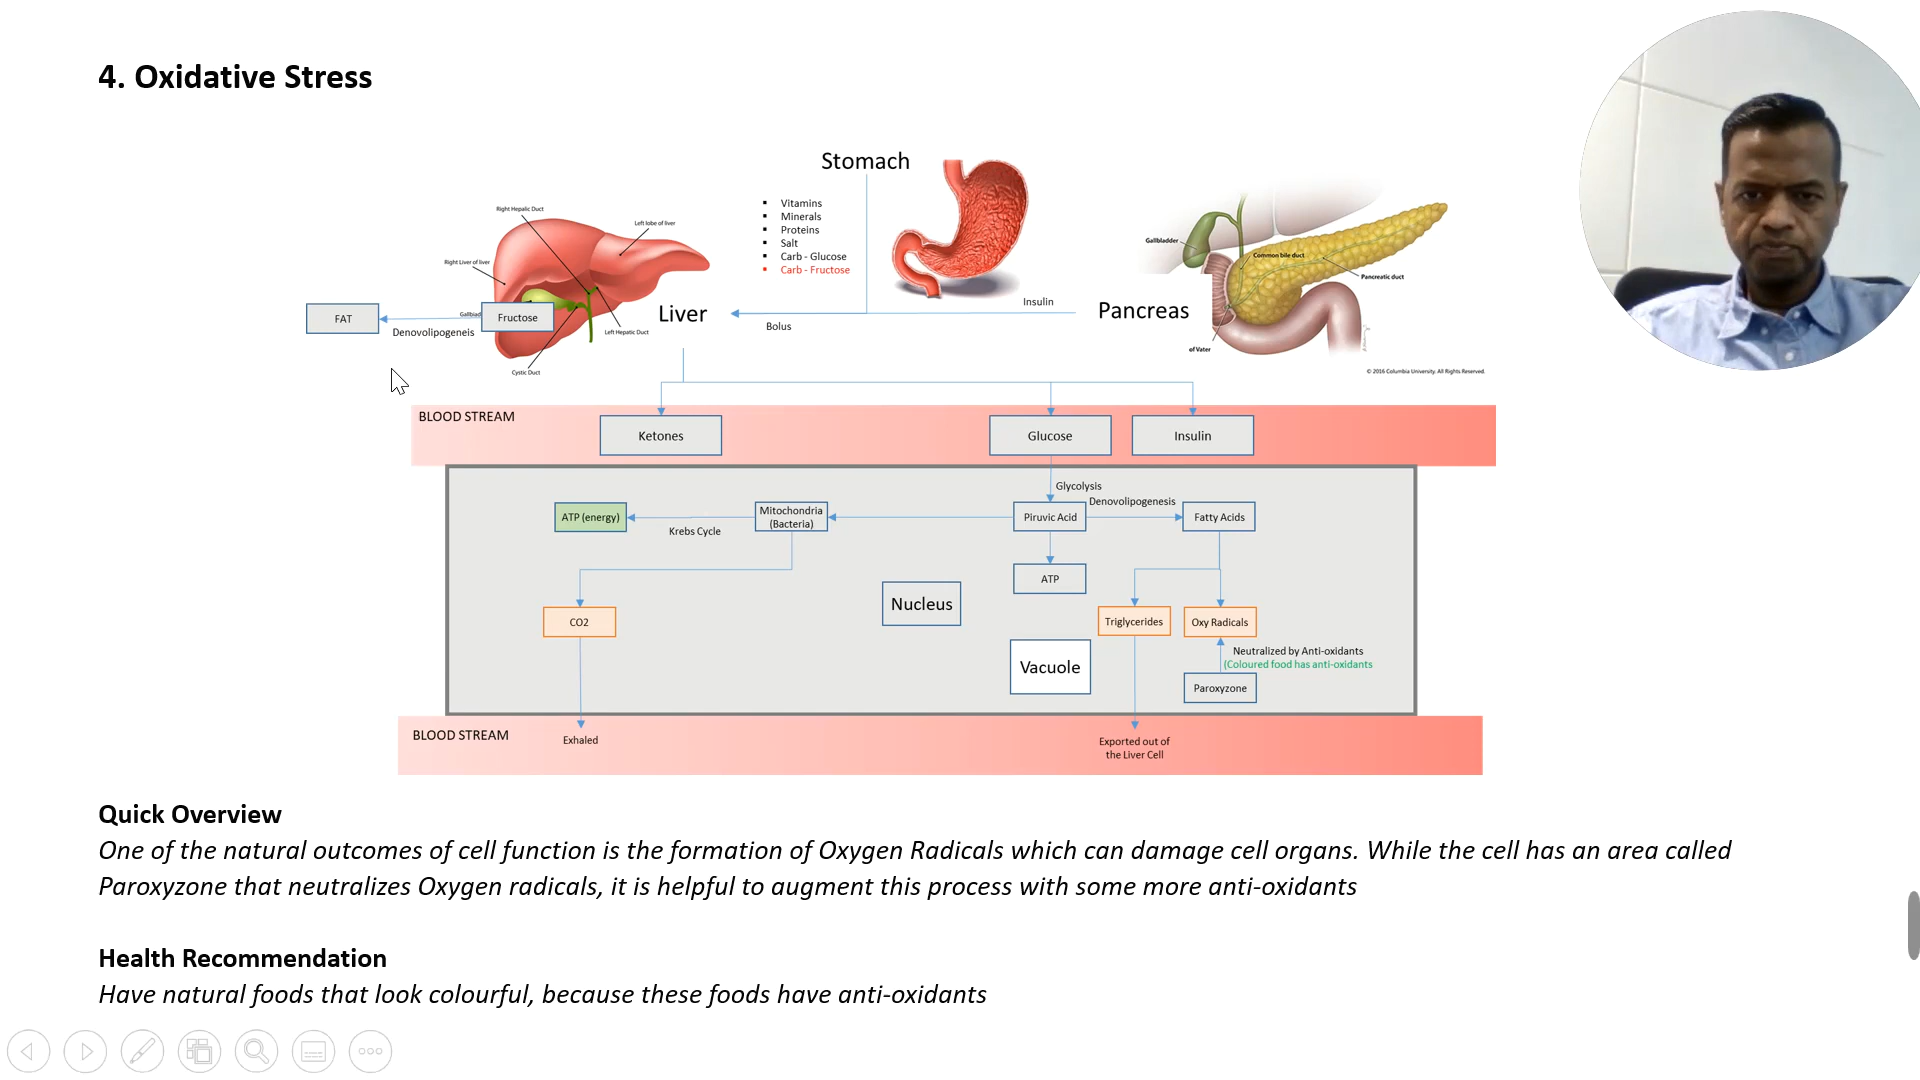 4. Oxidative Stress
Stomach
Vitamins
Minerals
Proteins
Salt
Carb - Glucose
Carb - Fructose
Right Hepalic Duct
Left lobe of liver
Right Liver of liver
Gallblad
Left Hepatic Duct
Cystic Duct
FAT
Denovolipogeneis
Fructose
Liver
Bolus
Insulin
Pancreas
Gallbladder
Common bile duct
Pancreatic duct
of Vater
© 2016 Columbia University. All Rights Reserved.
BLOOD STREAM
Ketones
Glucose
Insulin
Glycolysis
Denovolipogenesis
ATP (energy)
Krebs Cycle
Mitochondria
(Bacteria)
Piruvic Acid
Fatty Acids
ATP
Nucleus
CO2
Triglycerides
Oxy Radicals
Neutralized by Anti-oxidants
(Coloured food has anti-oxidants
Vacuole
Paroxyzone
BLOOD STREAM
Exhaled
Exported out of
the Liver Cell
Quick Overview
One of the natural outcomes of cell function is the formation of Oxygen Radicals which can damage cell organs. While the cell has an area called
Paroxyzone that neutralizes Oxygen radicals, it is helpful to augment this process with some more anti-oxidants
Health Recommendation
Have natural foods that look colourful, because these foods have anti-oxidants